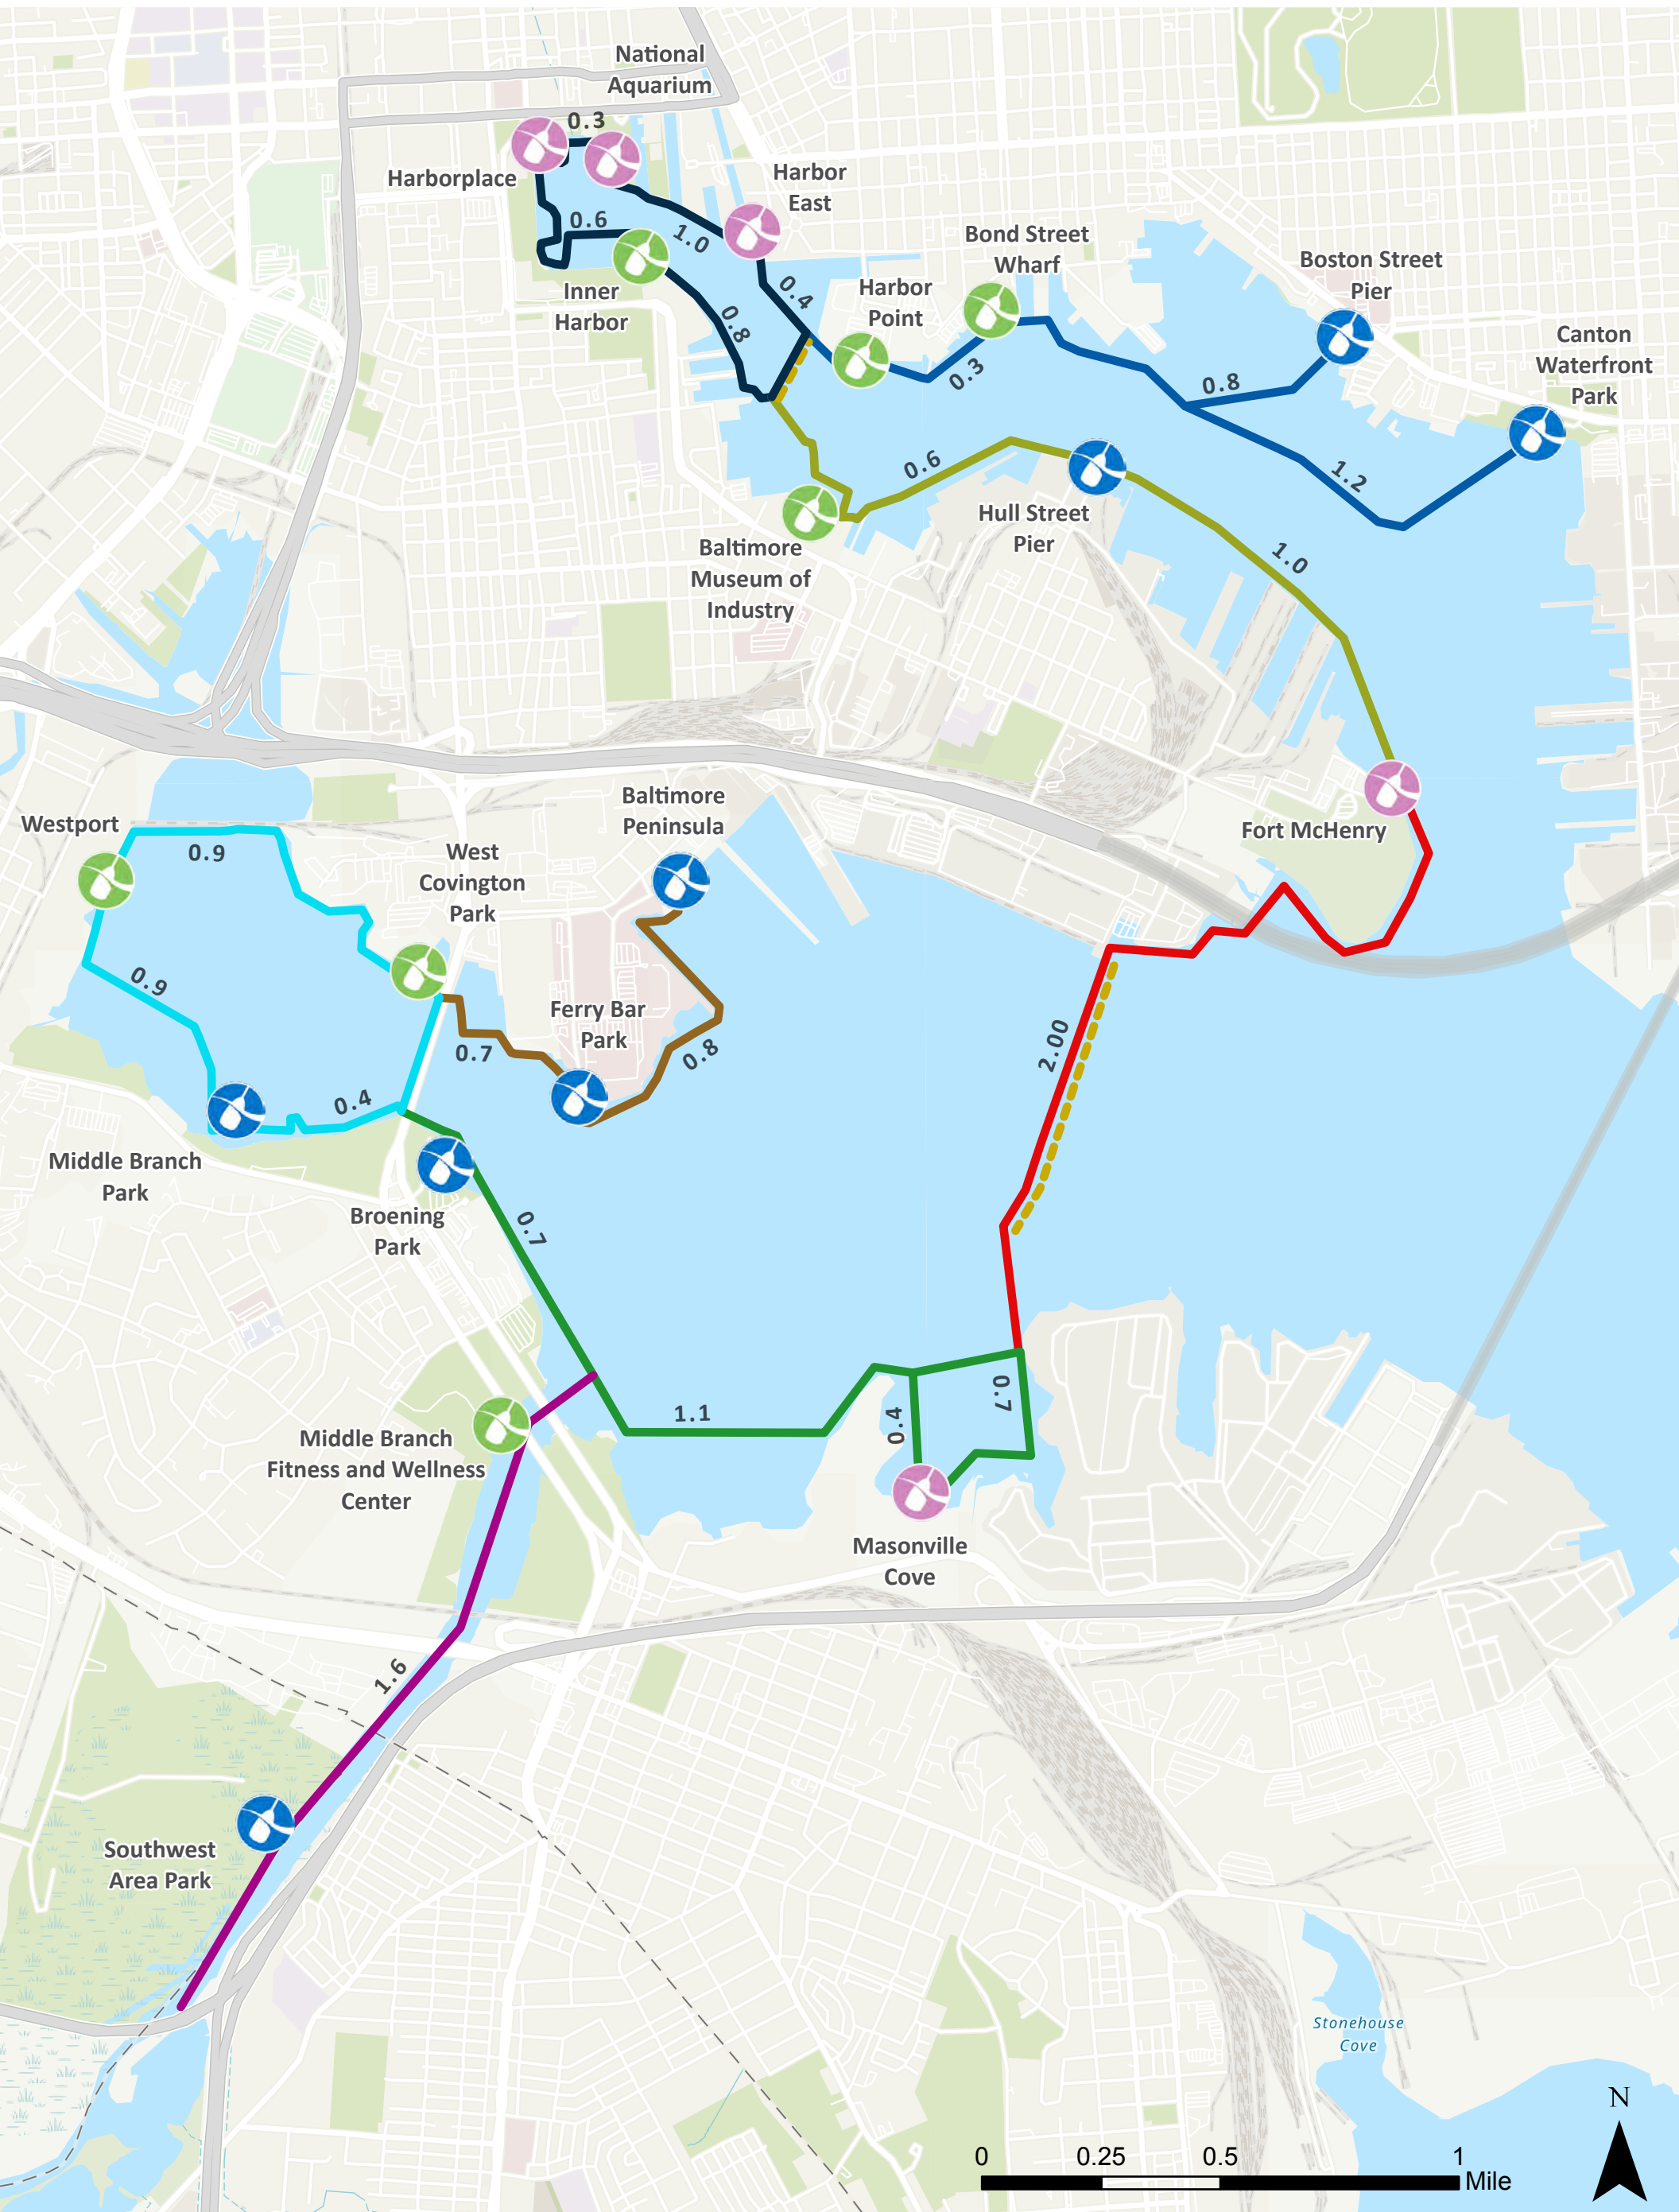 National
Aquarium
0.3
Harborplace
Harbor
East
0.6
1.0
Inner
Harbor
0.8
0.4
Harbor
Point
Bond Street
Wharf
0.3
Boston Street
Pier
0.8
Canton
Waterfront
Park
1.2
0.6
Hull Street
Pier
Baltimore
Museum of
Industry
1.0
Fort McHenry
Westport
0.9
West
Covington
Park
Baltimore
Peninsula
0.9
Ferry Bar
Park
0.7
0.8
0.4
2.00
Middle Branch
Park
Broening
Park
0.7
Middle Branch
Fitness and Wellness
Center
1.1
0.4
0.7
Masonville
Cove
1.6
Southwest
Area Park
Stonehouse
Cove
N
0 0.25 0.5 1
Mile